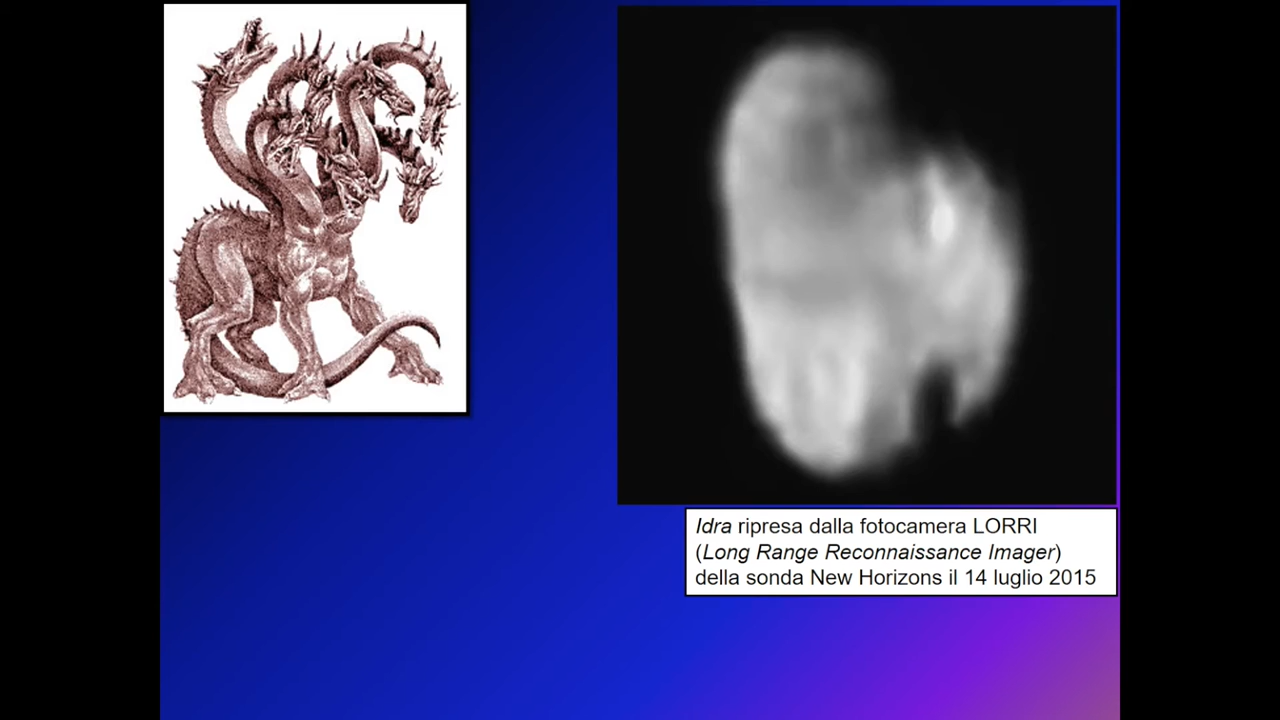 Idra ripresa dalla fotocamera LORRI
(Long Range Reconnaissance Imager)
della sonda New Horizons il 14 luglio 2015